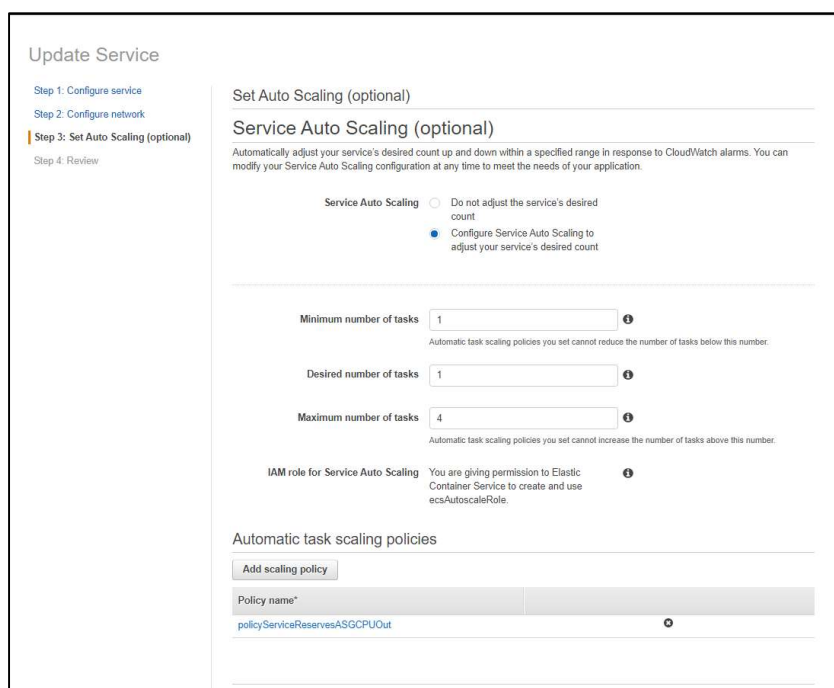 Update Service
Step 1: Configure service
Step 2: Configure network
Step 3: Set Auto Scaling (optional)
Step 4: Review
Set Auto Scaling (optional)
Service Auto Scaling (optional)
Automatically adjust your service's desired count up and down within a specified range in response to CloudWatch alarms. You can
modify your Service Auto Scaling configuration at any time to meet the needs of your application.
Service Auto Scaling
Do not adjust the service's desired
count
Configure Service Auto Scaling to
adjust your service's desired count
Minimum number of tasks
1
Automatic task scaling policies you set cannot reduce the number of tasks below this number.
Desired number of tasks
1
Maximum number of tasks
4
Automatic task scaling policies you set cannot increase the number of tasks above this number.
IAM role for Service Auto Scaling
You are giving permission to Elastic
Container Service to create and use
ecsAutoscaleRole.
Automatic task scaling policies
Add scaling policy
Policy name*
policyServiceReservesASGCPUOut